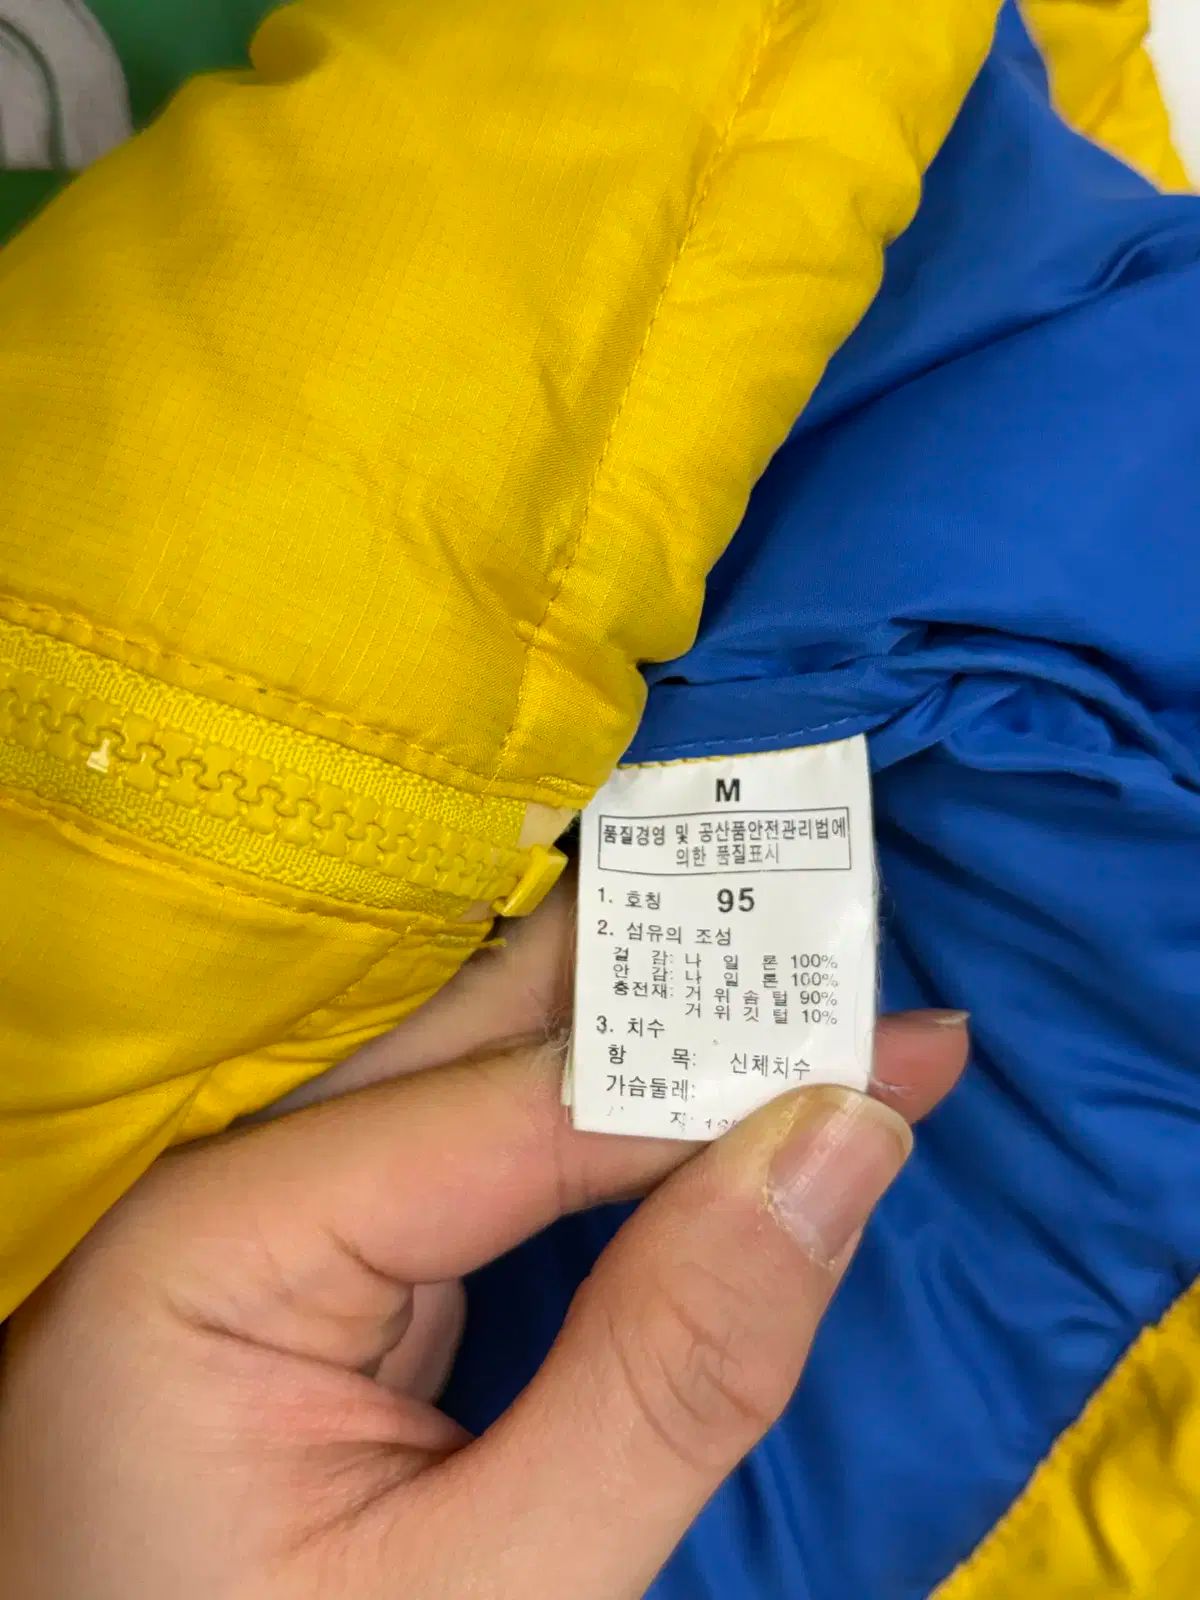 M
품질경영 및 공산품안전관리법에
의한 품질표시
1. 호칭 95
2. 섬유의 조성
겉 감: 나 일 론 100%
안 감: 나 일 론 100%
충전재: 거 위 솜 털 90%
거 위 깃 털 10%
3. 치수
항 목: 신체치수
가슴둘레: